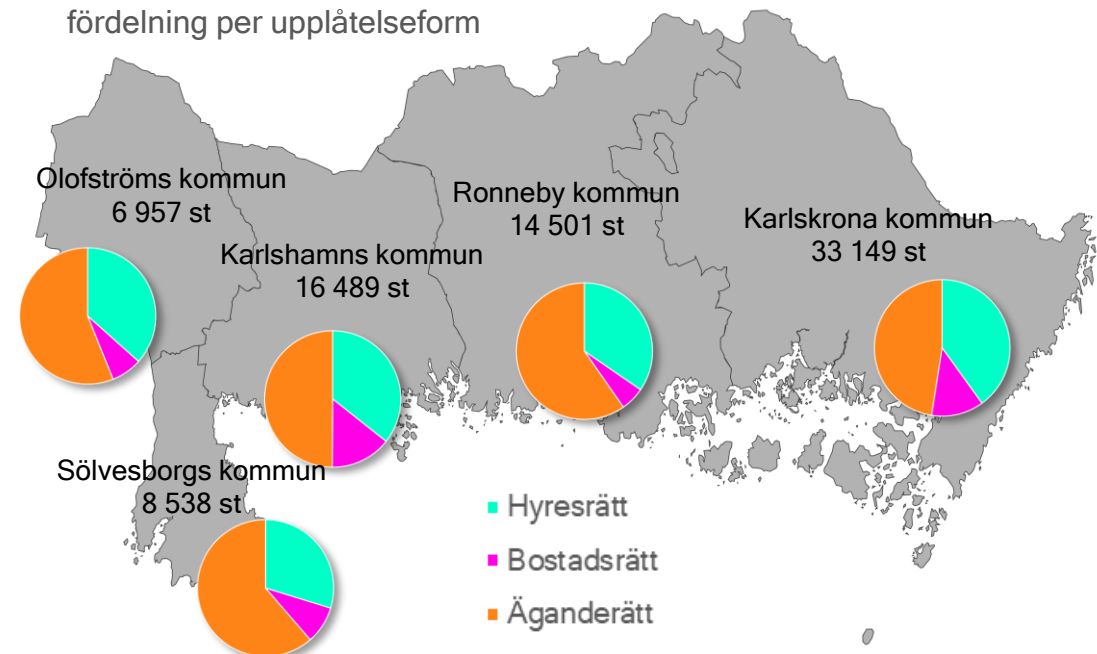 fördelning per upplåtelseform
Olofströms kommun
6 957 st
Karlshamns kommun
16 489 st
Ronneby kommun
14 501 st
Karlskrona kommun
33 149 st
Sölvesborgs kommun
8 538 st
Hyresrätt
Bostadsrätt
Äganderätt